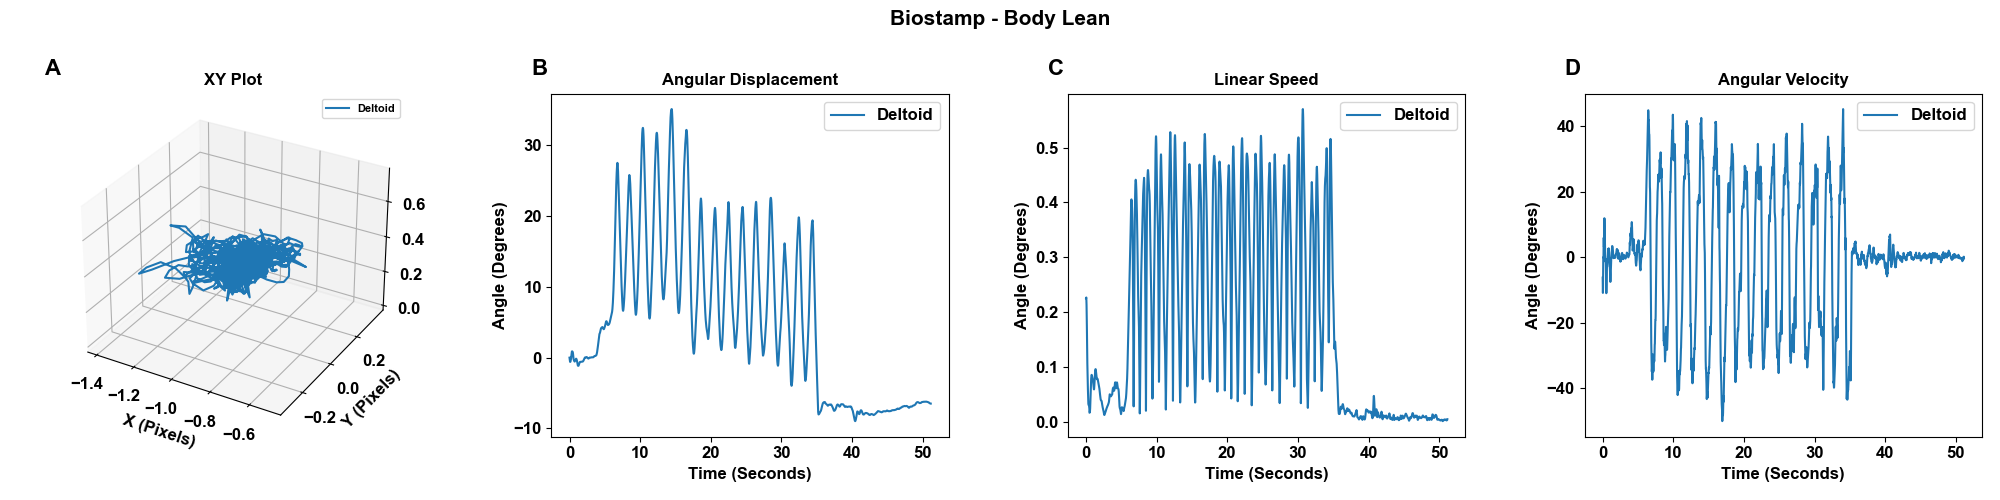 Biostamp - Body Lean
A
XY Plot
Deltoid
0.6
0.4
0.2
0.0
−1.4
−1.2
−1.0
−0.8
−0.6
X (Pixels)
−0.2
0.0
0.2
Y (Pixels)
B
Angular Displacement
Deltoid
Angle (Degrees)
30
20
10
0
−10
0 10 20 30 40 50
Time (Seconds)
C
Linear Speed
Deltoid
Angle (Degrees)
0.5
0.4
0.3
0.2
0.1
0.0
0 10 20 30 40 50
Time (Seconds)
D
Angular Velocity
Deltoid
Angle (Degrees)
40
20
0
−20
−40
0 10 20 30 40 50
Time (Seconds)